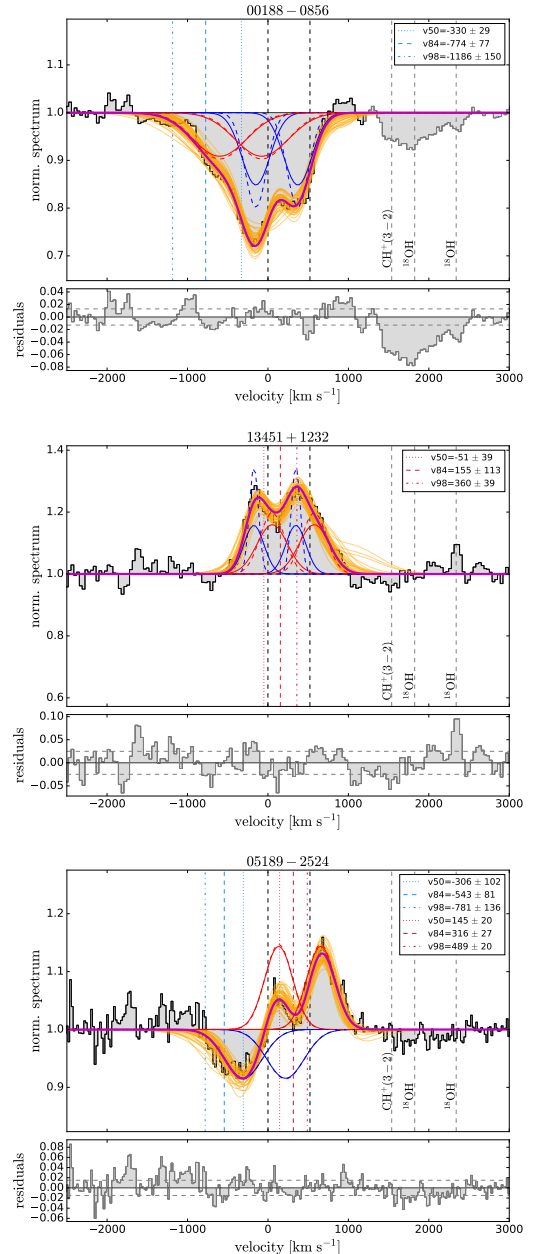 00188 − 0856
v50=-330 ± 29
v84=-774 ± 77
v98=-1186 ± 150
norm. spectrum
1.1
1.0
0.9
0.8
0.7
CH⁺(3 − 2)
¹⁸OH
¹⁸OH
residuals
0.04
0.02
0.00
−0.02
−0.04
−0.06
−0.08
−2000 −1000 0 1000 2000 3000
velocity [km s⁻¹]
13451 + 1232
v50=-51 ± 39
v84=155 ± 113
v98=360 ± 39
norm. spectrum
1.4
1.2
1.0
0.8
0.6
CH⁺(3 − 2)
¹⁸OH
¹⁸OH
residuals
0.10
0.05
0.00
−0.05
−2000 −1000 0 1000 2000 3000
velocity [km s⁻¹]
05189 − 2524
v50=-306 ± 102
v84=-543 ± 81
v98=-781 ± 136
v50=145 ± 20
v84=316 ± 27
v98=489 ± 20
norm. spectrum
1.2
1.1
1.0
0.9
CH⁺(3 − 2)
¹⁸OH
¹⁸OH
residuals
0.08
0.06
0.04
0.02
0.00
−0.02
−0.04
−0.06
−2000 −1000 0 1000 2000 3000
velocity [km s⁻¹]